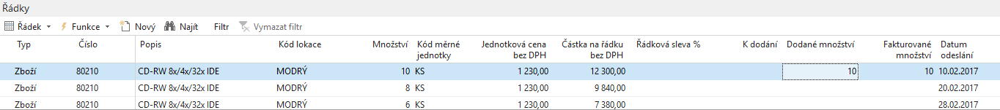 Řádky
Řádek Funkce Nový Najít Filtr Vymazat filtr
Typ Číslo Popis Kód lokace Množství Kód měrné jednotky Jednotková cena bez DPH Částka na řádku bez DPH Řádková sleva % K dodání Dodané množství Fakturované množství Datum odeslání
Zboží 80210 CD-RW 8x/4x/32x IDE MODRÝ 10 KS 1 230,00 12 300,00 10 10 10.02.2017
Zboží 80210 CD-RW 8x/4x/32x IDE MODRÝ 8 KS 1 230,00 9 840,00 20.02.2017
Zboží 80210 CD-RW 8x/4x/32x IDE MODRÝ 6 KS 1 230,00 7 380,00 28.02.2017